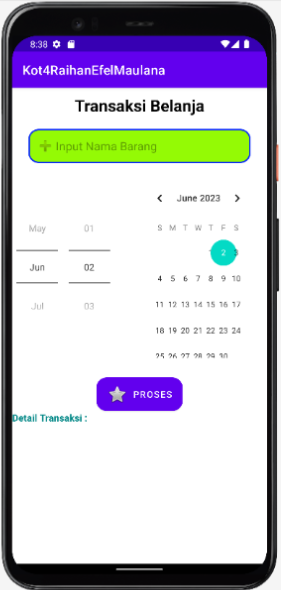 8:38
Kot4RaihanEfelMaulana
Transaksi Belanja
Input Nama Barang
June 2023
S M T W T F S
May 01
Jun 02
Jul 03
1 2 3
4 5 6 7 8 9 10
11 12 13 14 15 16 17
18 19 20 21 22 23 24
25 26 27 28 29 30
PROSES
Detail Transaksi :